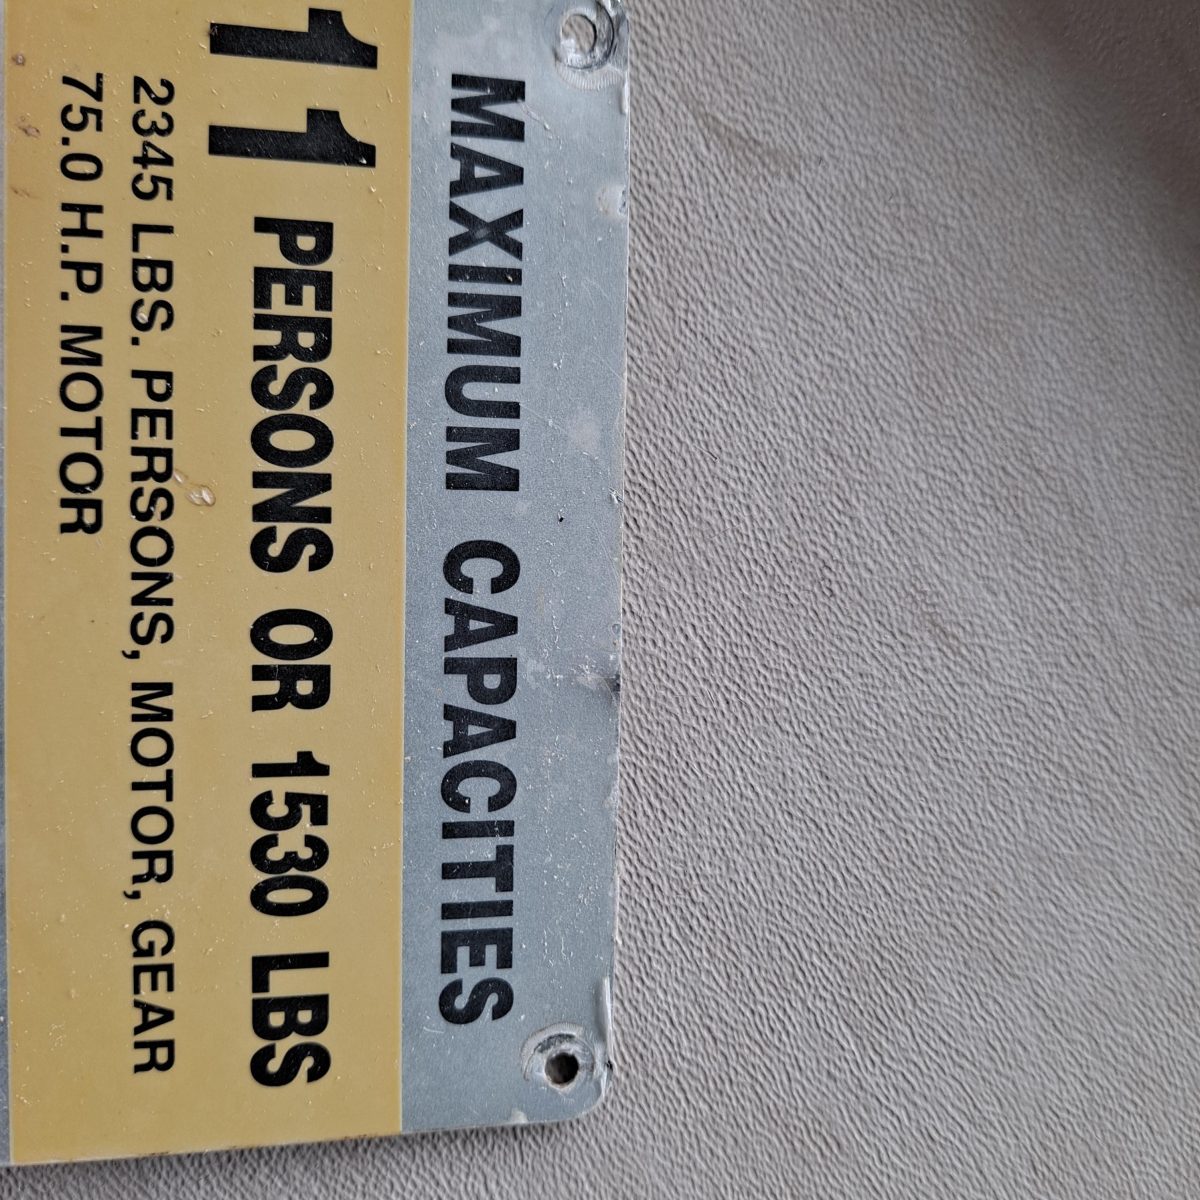 MAXIMUM CAPACITIES
11 PERSONS OR 1530 LBS
2345 LBS. PERSONS, MOTOR, GEAR
75.0 H.P. MOTOR